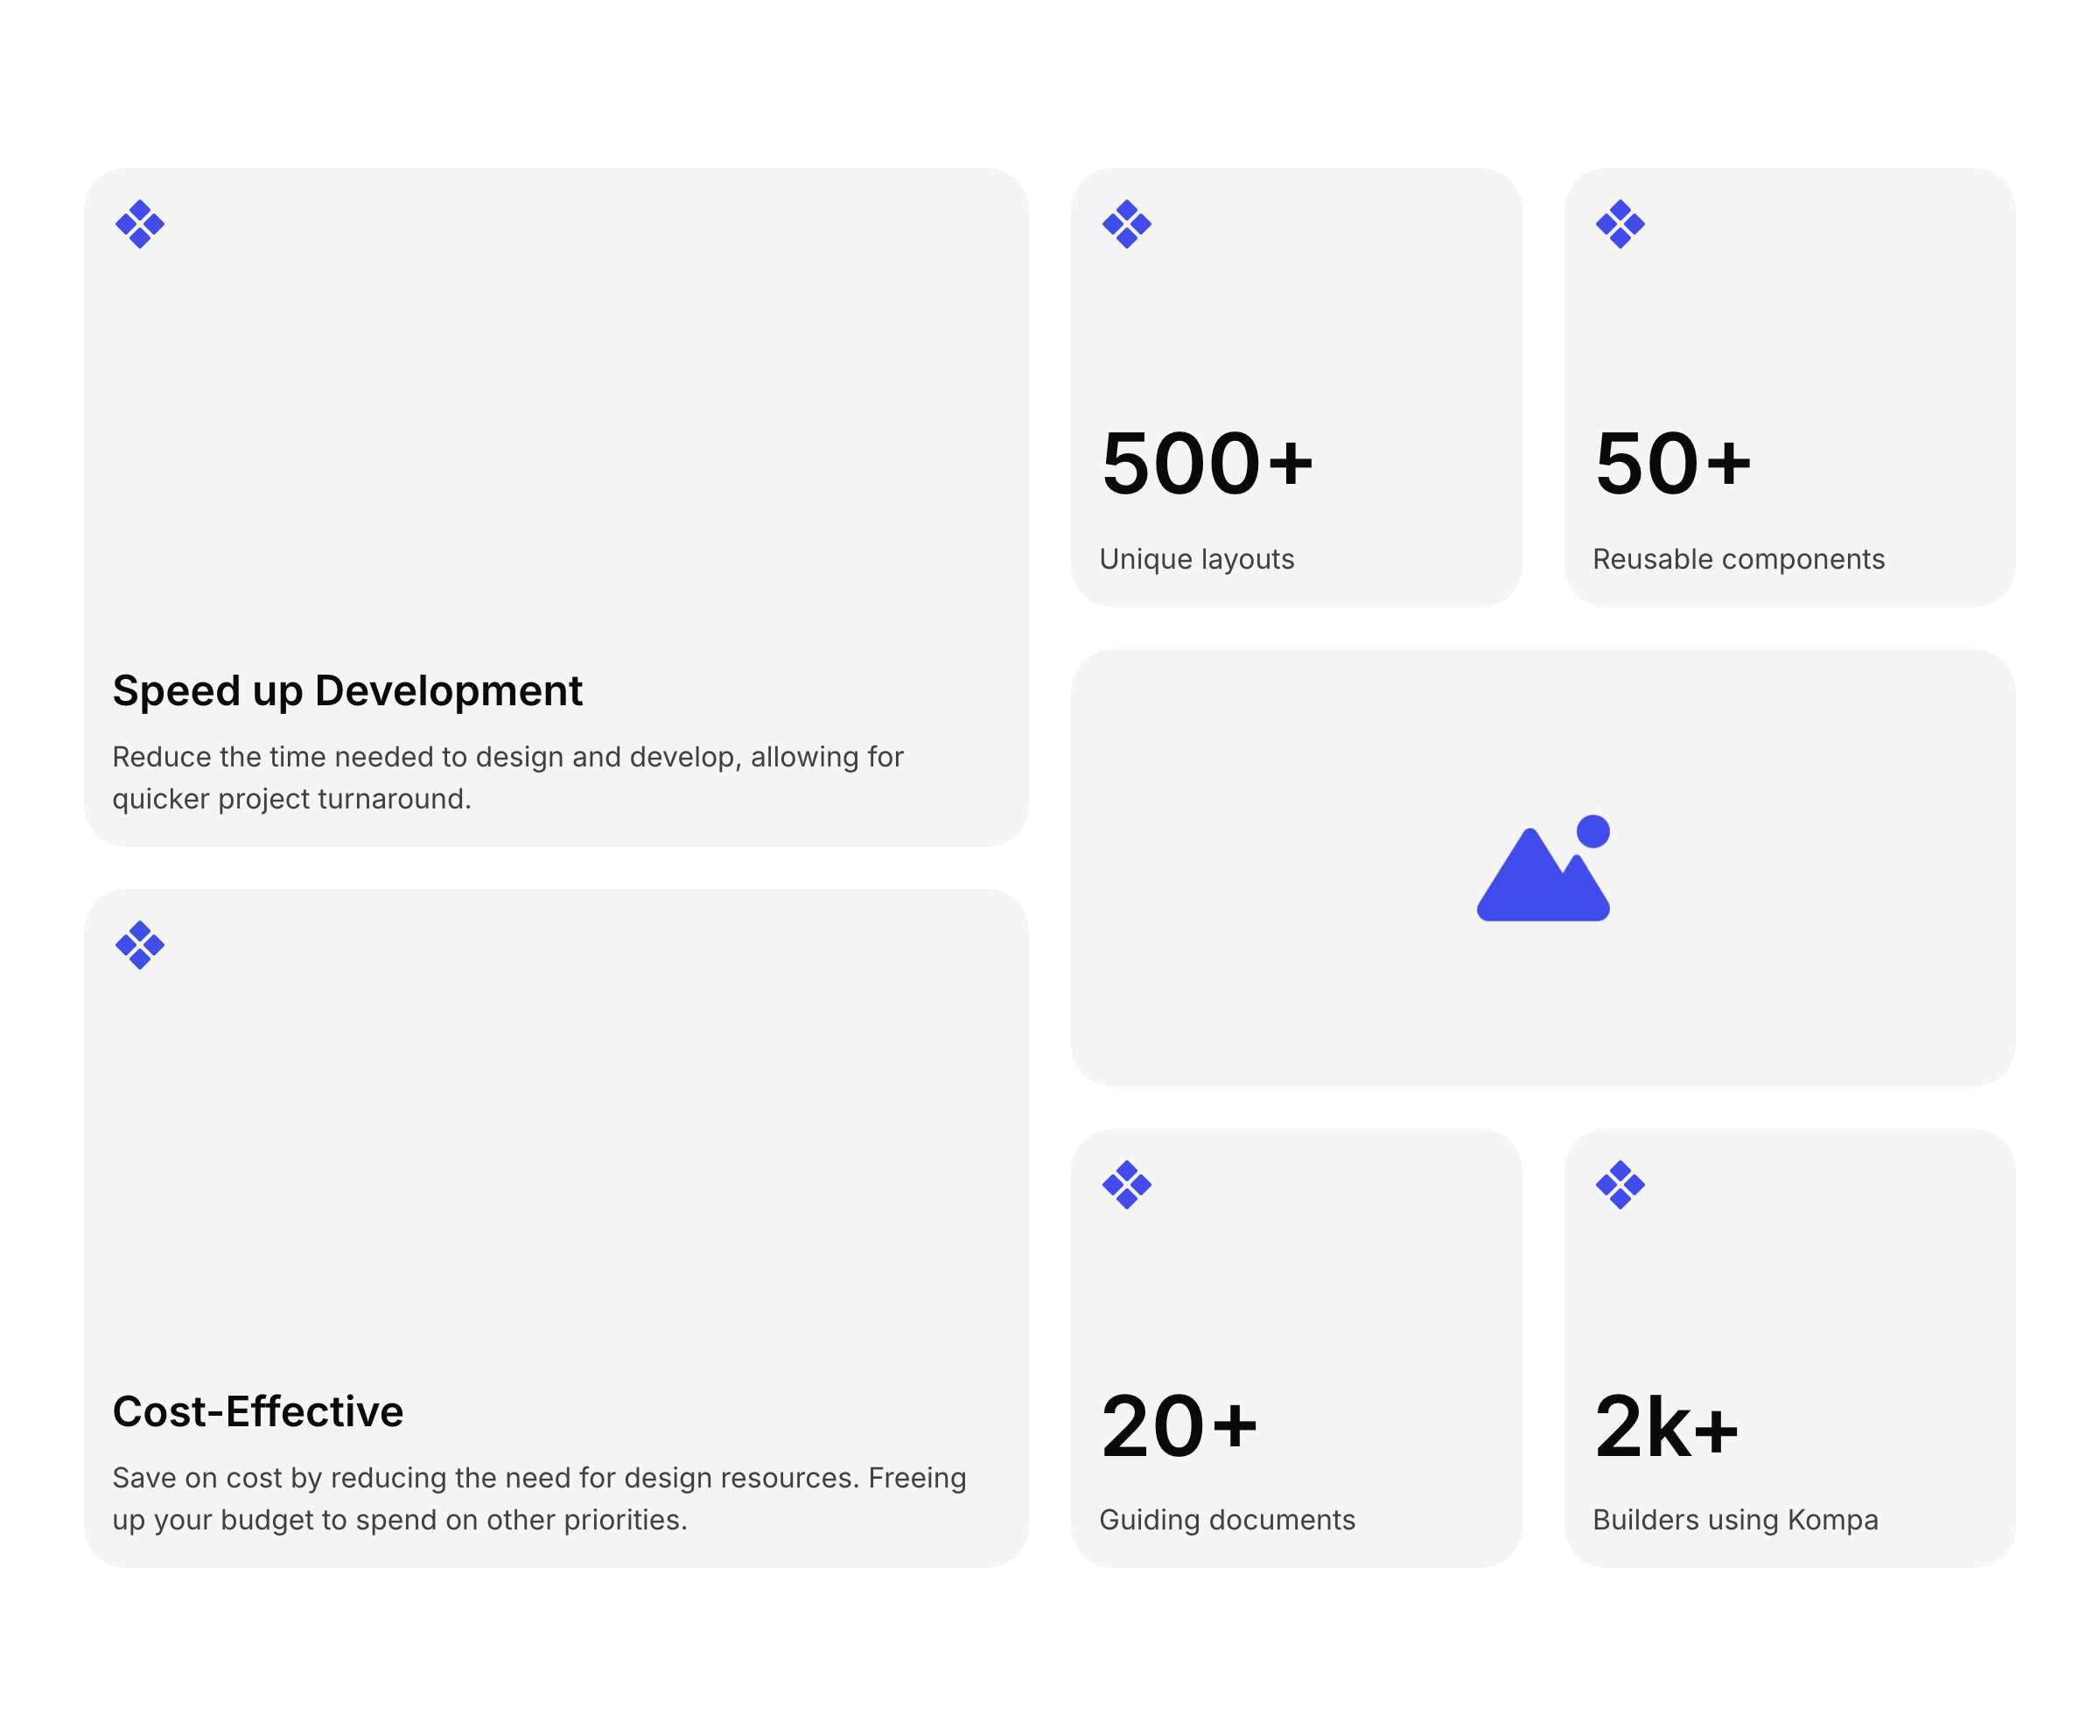 Speed up Development
Reduce the time needed to design and develop, allowing for
quicker project turnaround.
Cost-Effective
Save on cost by reducing the need for design resources. Freeing
up your budget to spend on other priorities.
500+
Unique layouts
50+
Reusable components
20+
Guiding documents
2k+
Builders using Kompa